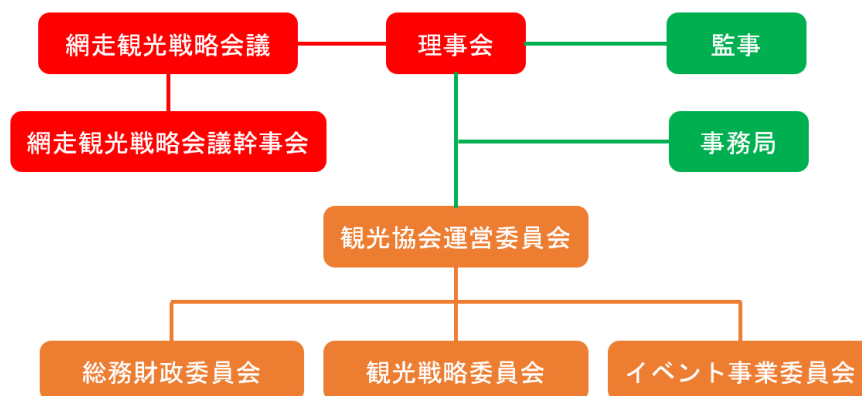 網走観光戦略会議
理事会
監事
網走観光戦略会議幹事会
事務局
観光協会運営委員会
総務財政委員会
観光戦略委員会
イベント事業委員会